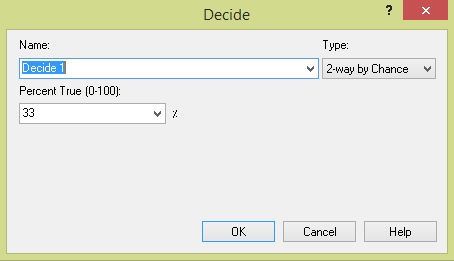 Decide
?
Name:
Type:
Decide 1
2-way by Chance
Percent True (0-100):
33
%
OK
Cancel
Help